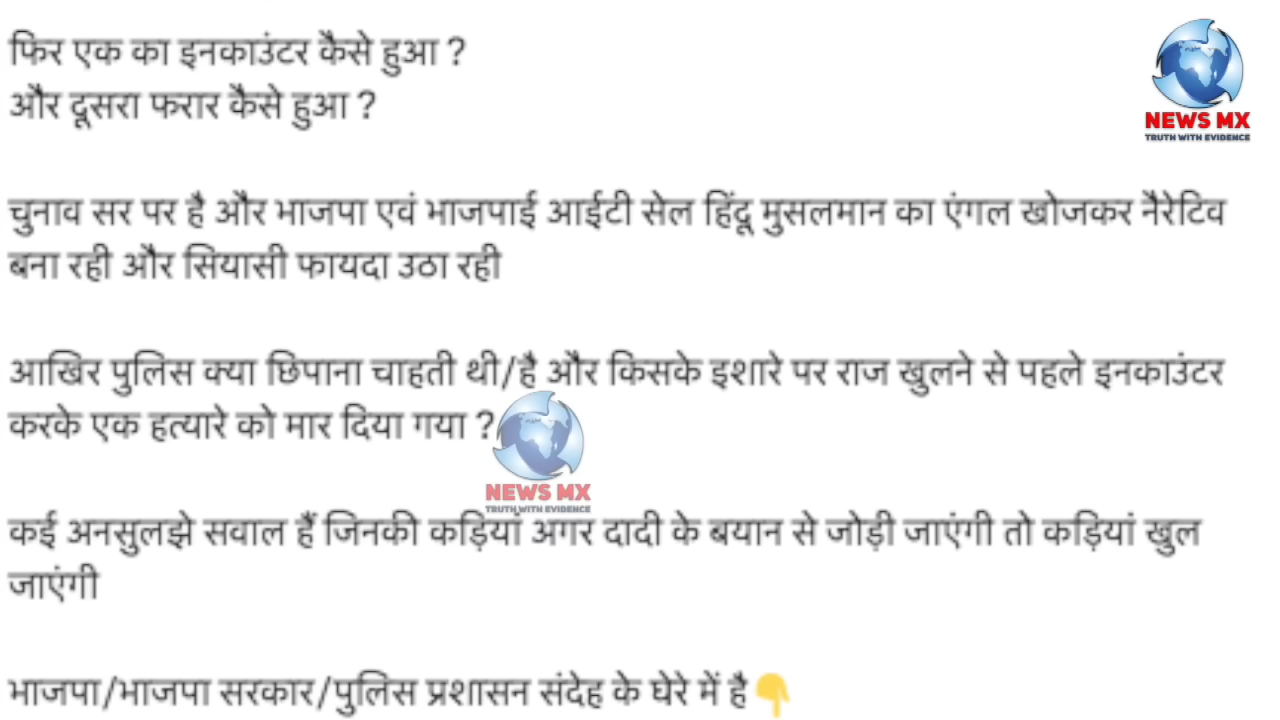 फिर एक का इनकाउंटर कैसे हुआ ?
और दूसरा फरार कैसे हुआ ?
NEWS MX
TRUTH WITH EVIDENCE
चुनाव सर पर है और भाजपा एवं भाजपाई आईटी सेल हिंदू मुसलमान का एंगल खोजकर नैरेटिव
बना रही और सियासी फायदा उठा रही
आखिर पुलिस क्या छिपाना चाहती थी/है और किसके इशारे पर राज खुलने से पहले इनकाउंटर
करके एक हत्यारे को मार दिया गया ?
NEWS MX
TRUTH WITH EVIDENCE
कई अनसुलझे सवाल हैं जिनकी कड़ियां अगर दादी के बयान से जोड़ी जाएंगी तो कड़ियां खुल
जाएंगी
भाजपा/भाजपा सरकार/पुलिस प्रशासन संदेह के घेरे में है👇